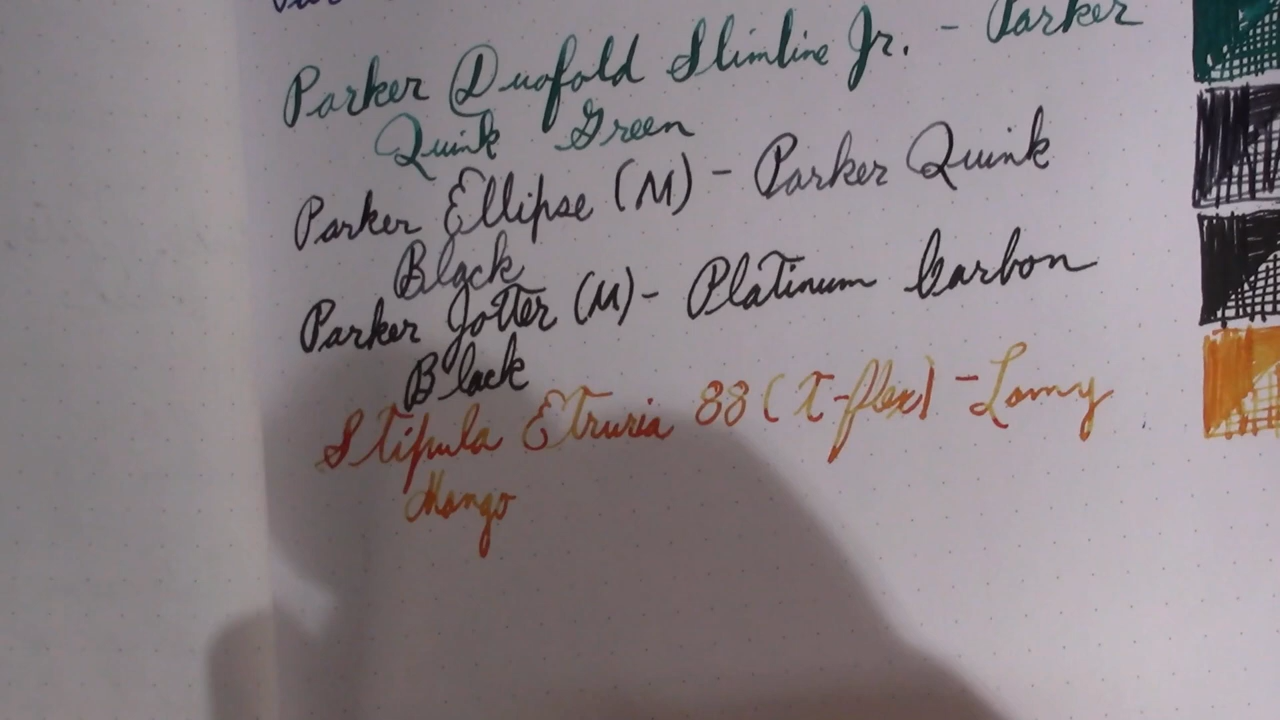 Parker Duofold Slimline Jr. - Parker
Quink Green
Parker Ellipse (M) - Parker Quink
Black
Parker Jotter (M) - Platinum Carbon
Black
Stipula Etruria 88 (T-flex) - Lamy
Mango